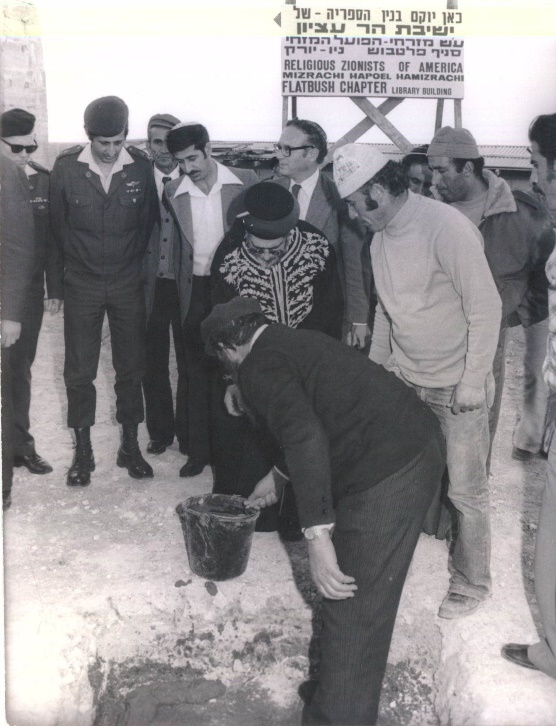 כאן יוקם בנין הספריה - של
ישיבת הר עציון
ע״ש מזרחי-הפועל המזרחי
סניף פלטבוש ניו-יורק
RELIGIOUS ZIONISTS OF AMERICA
MIZRACHI HAPOEL HAMIZRACHI
FLATBUSH CHAPTER LIBRARY BUILDING